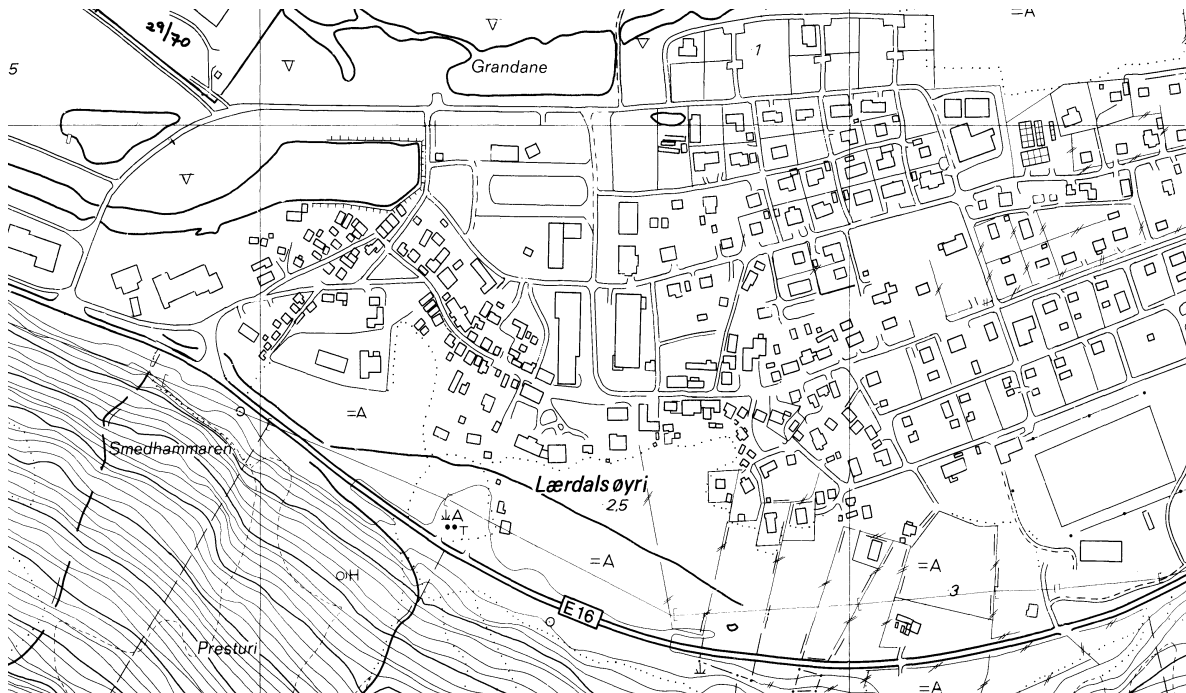 =A
29/70
1
5
Grandane
=A
Smedhammaren
Lærdalsøyri
2,5
A
T
=A
=A
H
3
E16
Presturi
=A